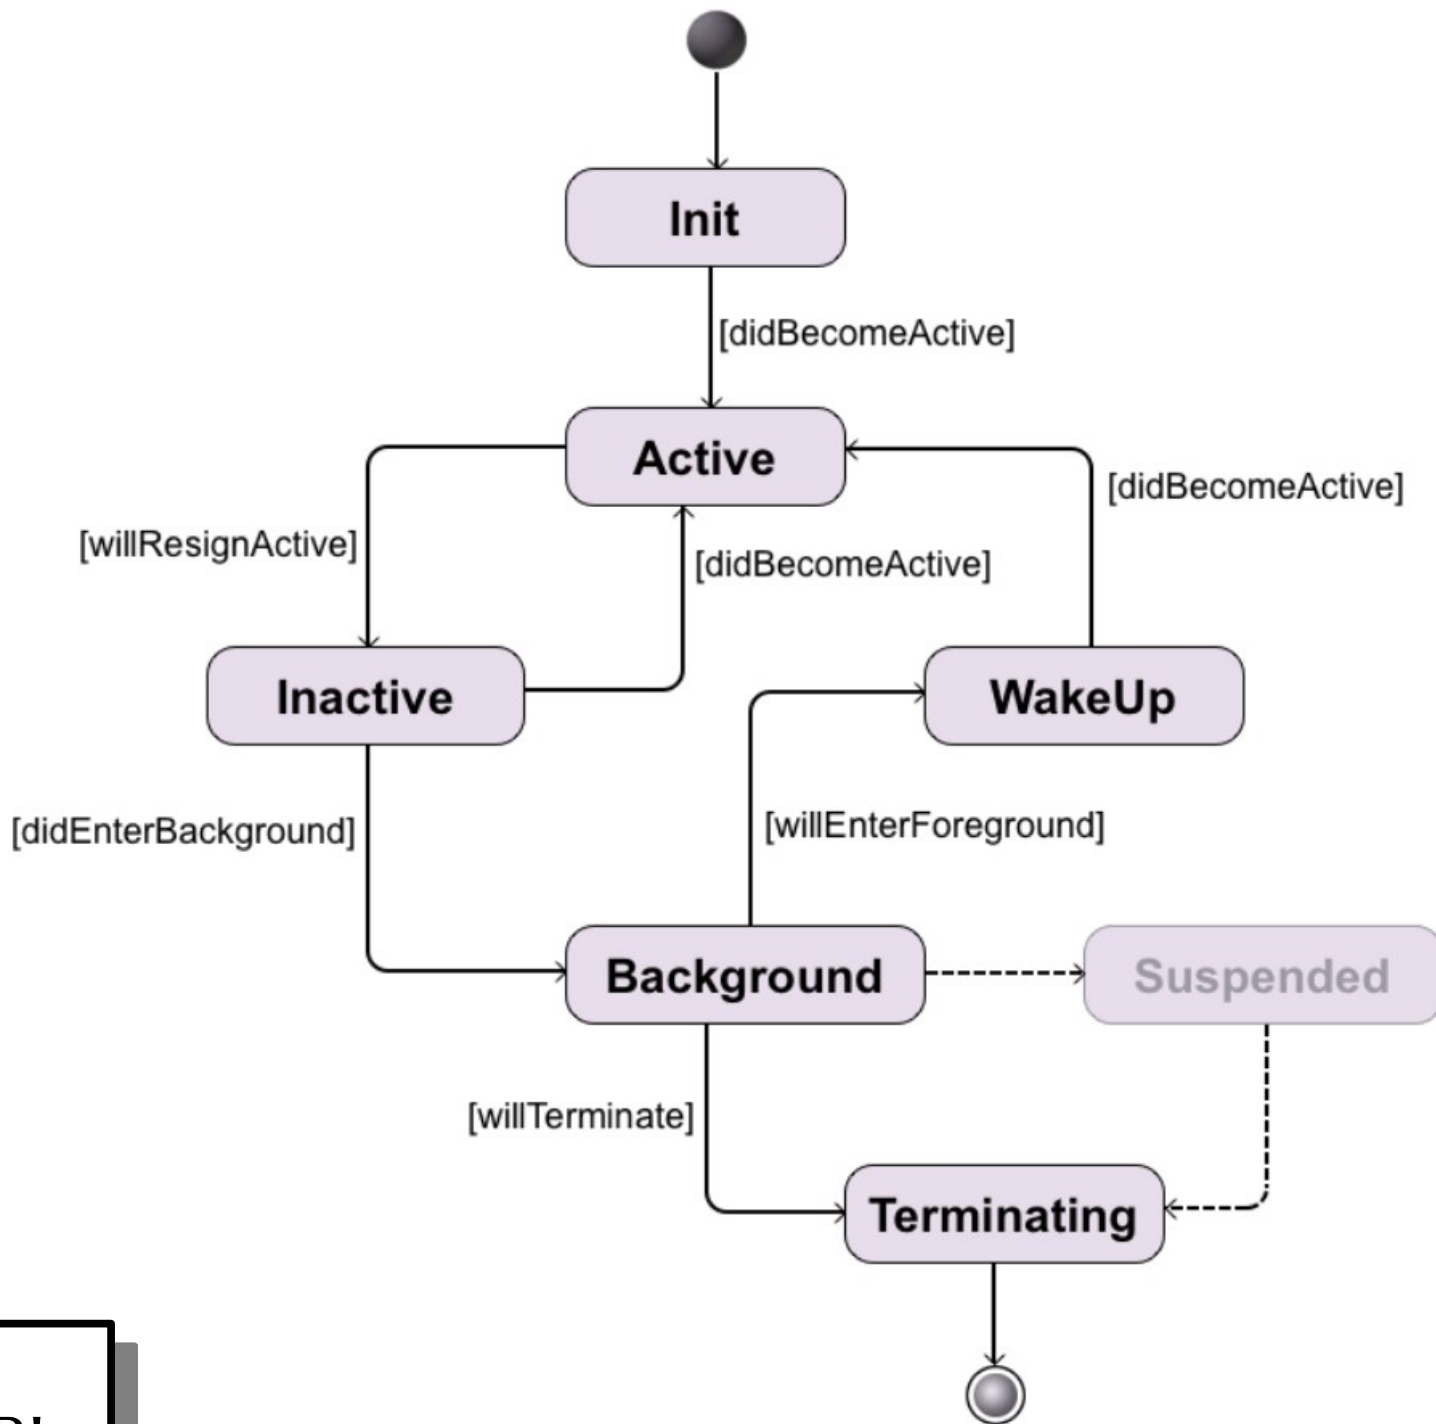 Init
[didBecomeActive]
Active
[didBecomeActive]
[willResignActive]
[didBecomeActive]
Inactive
WakeUp
[didEnterBackground]
[willEnterForeground]
Background
Suspended
[willTerminate]
Terminating